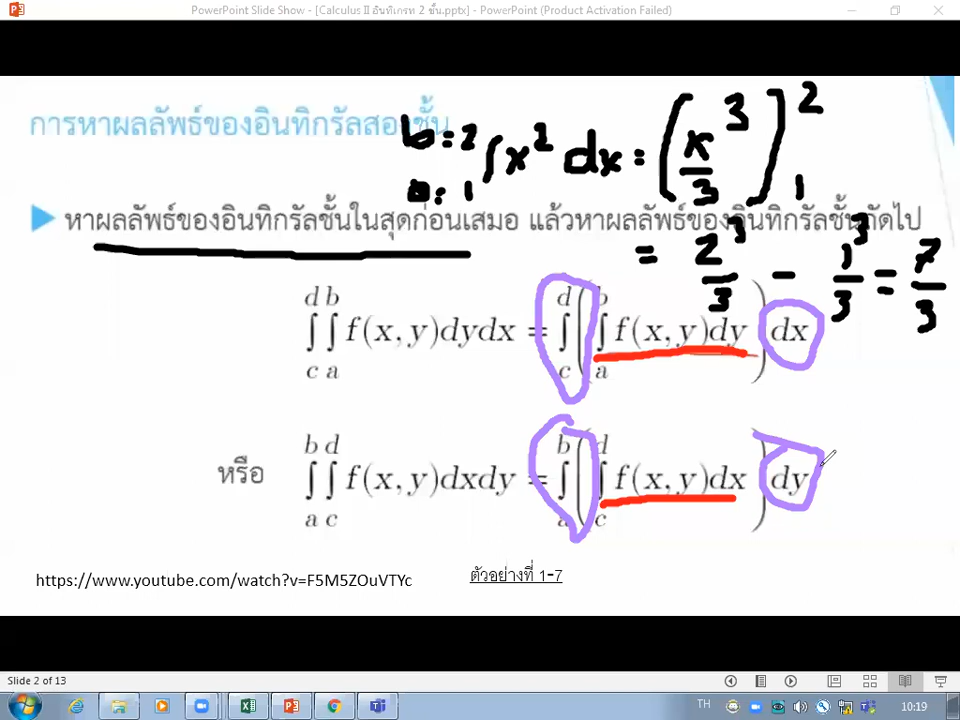 PowerPoint Slide Show - [Calculus II อินทิเกรท 2 ชั้น.pptx] - PowerPoint (Product Activation Failed)
การหาผลลัพธ์ของอินทิกรัลสองชั้น
b = 2 ∫ x² dx = (x³/3]²₁
a = 1
หาผลลัพธ์ของอินทิกรัลชั้นในสุดก่อนเสมอ แล้วหาผลลัพธ์ของอินทิกรัลชั้นถัดไป
= 2³/3 - 1³/3 = 7/3
d b
∫ ∫ f(x, y)dydx = ∫ ( ∫ f(x, y)dy ) dx
c a
หรือ
b d
∫ ∫ f(x, y)dxdy = ∫ ( ∫ f(x, y)dx ) dy
a c
https://www.youtube.com/watch?v=F5M5ZOuVTYc
ตัวอย่างที่ 1-7
Slide 2 of 13
TH
10:19